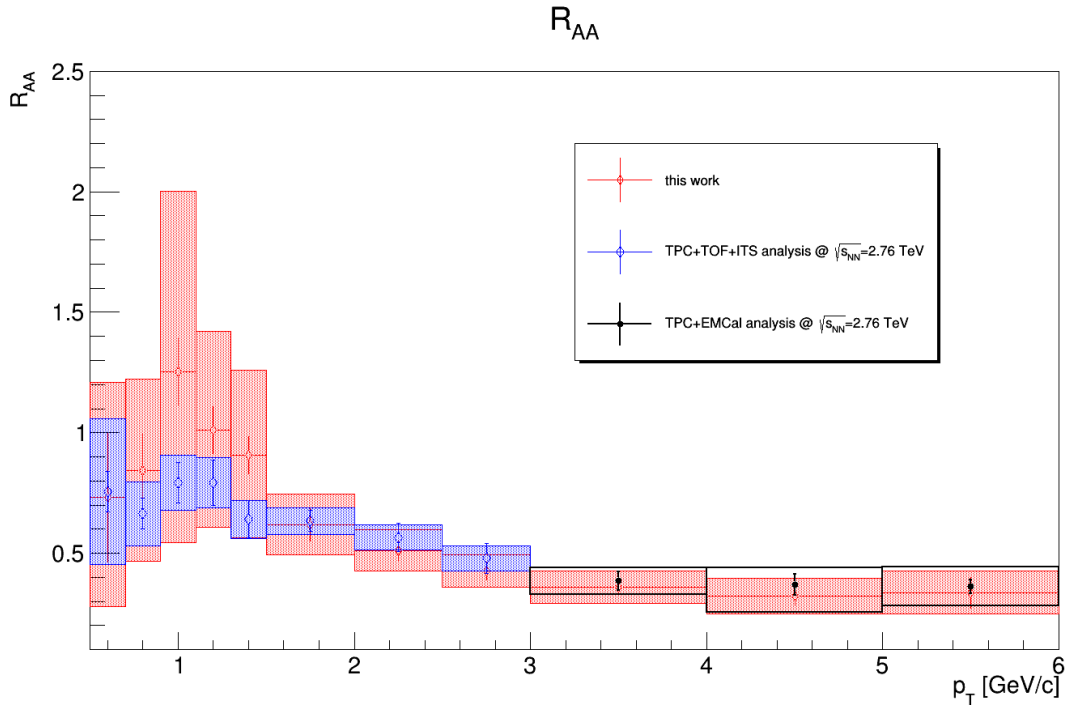 R_AA
R_AA
2.5
2
1.5
1
0.5
this work
TPC+TOF+ITS analysis @ √s_NN=2.76 TeV
TPC+EMCal analysis @ √s_NN=2.76 TeV
1 2 3 4 5 6
p_T [GeV/c]